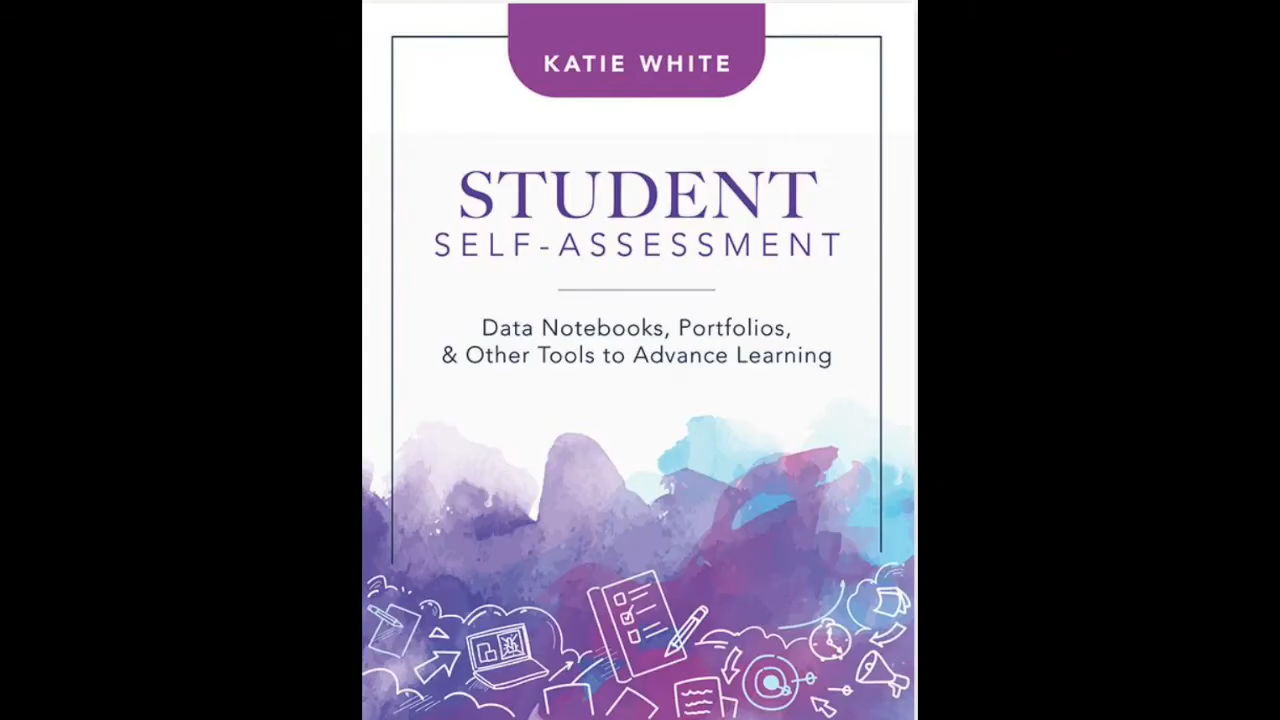 KATIE WHITE
STUDENT
SELF-ASSESSMENT
Data Notebooks, Portfolios,
& Other Tools to Advance Learning